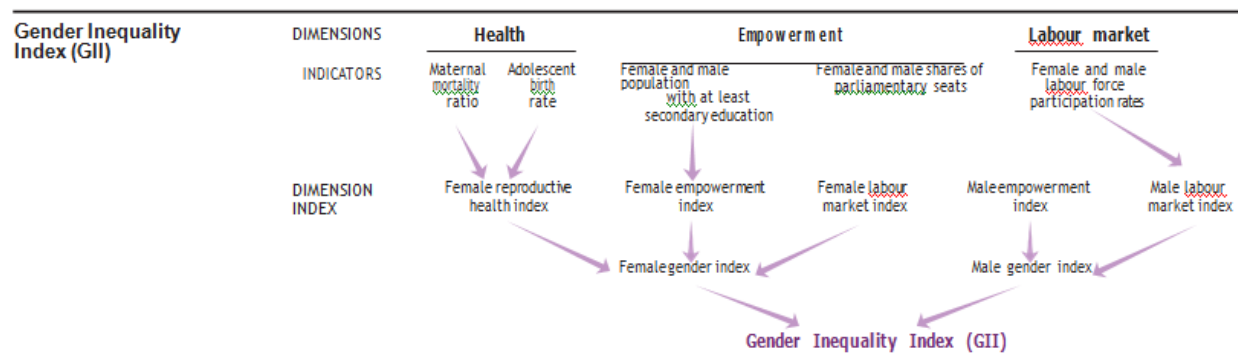 Gender Inequality
Index (GII)
DIMENSIONS
Health
Empowerment
Labour market
INDICATORS
Maternal
mortality
ratio
Adolescent
birth
rate
Female and male
population
with at least
secondary education
Female and male shares of
parliamentary seats
Female and male
labour force
participation rates
DIMENSION
INDEX
Female reproductive
health index
Female empowerment
index
Female labour
market index
Male empowerment
index
Male labour
market index
Female gender index
Male gender index
Gender Inequality Index (GII)